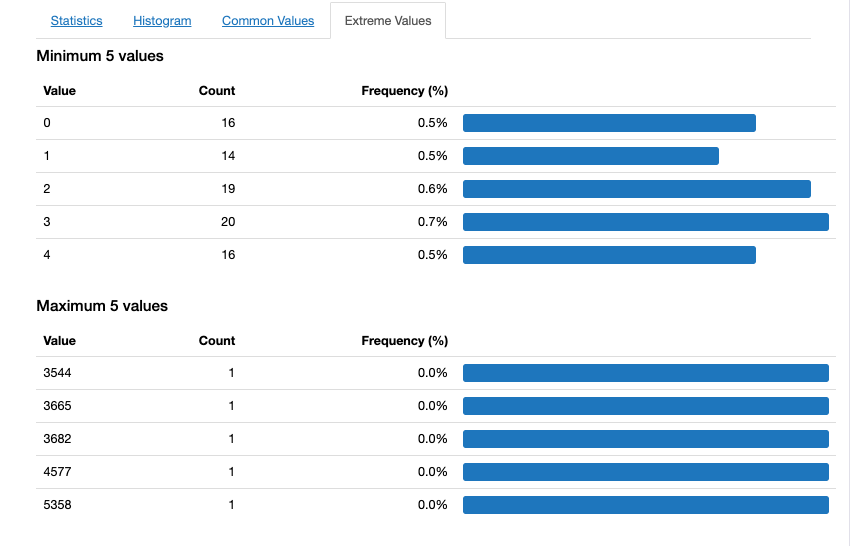 Statistics Histogram Common Values Extreme Values
Minimum 5 values
Value Count Frequency (%)
0 16 0.5%
1 14 0.5%
2 19 0.6%
3 20 0.7%
4 16 0.5%
Maximum 5 values
Value Count Frequency (%)
3544 1 0.0%
3665 1 0.0%
3682 1 0.0%
4577 1 0.0%
5358 1 0.0%